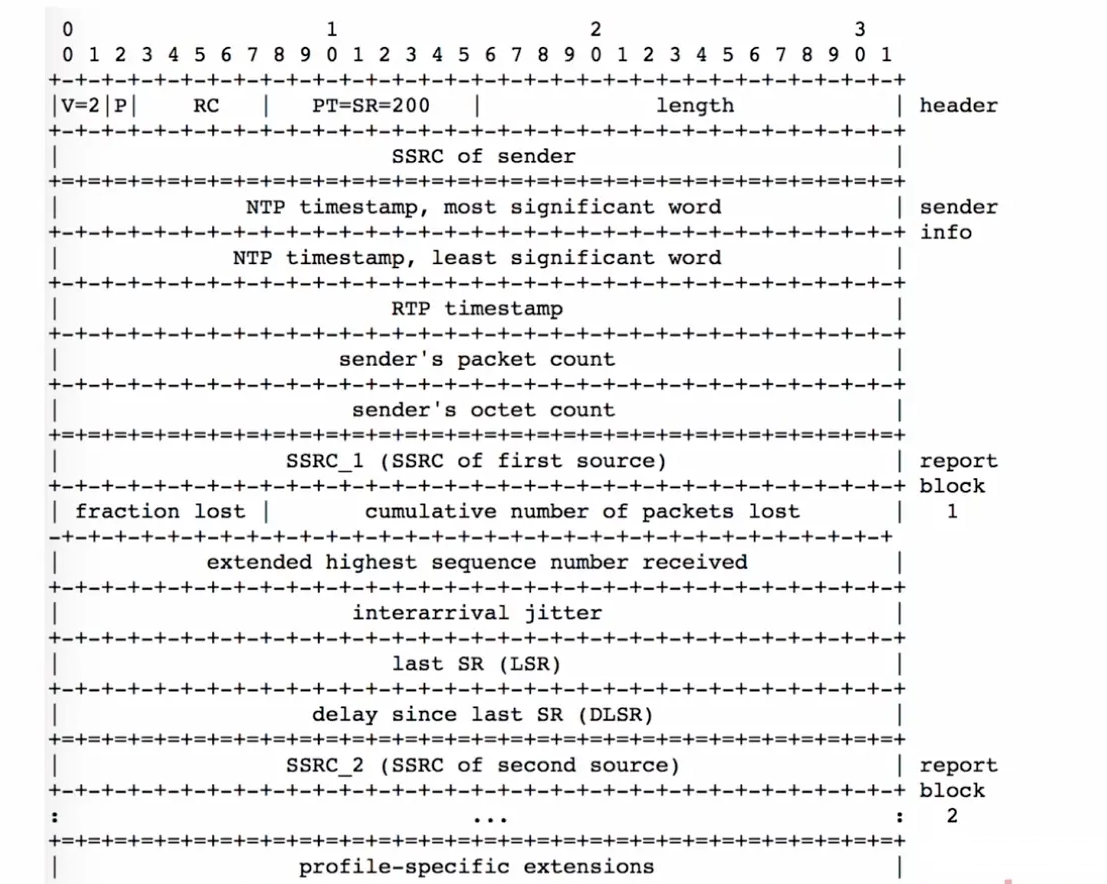 0                   1                   2                   3
0 1 2 3 4 5 6 7 8 9 0 1 2 3 4 5 6 7 8 9 0 1 2 3 4 5 6 7 8 9 0 1
+-+-+-+-+-+-+-+-+-+-+-+-+-+-+-+-+-+-+-+-+-+-+-+-+-+-+-+-+-+-+-+-+
|V=2|P|    RC   |   PT=SR=200   |             length            | header
+-+-+-+-+-+-+-+-+-+-+-+-+-+-+-+-+-+-+-+-+-+-+-+-+-+-+-+-+-+-+-+-+
|                         SSRC of sender                        |
+=+=+=+=+=+=+=+=+=+=+=+=+=+=+=+=+=+=+=+=+=+=+=+=+=+=+=+=+=+=+=+=+
|              NTP timestamp, most significant word             | sender
+-+-+-+-+-+-+-+-+-+-+-+-+-+-+-+-+-+-+-+-+-+-+-+-+-+-+-+-+-+-+-+-+ info
|             NTP timestamp, least significant word             |
+-+-+-+-+-+-+-+-+-+-+-+-+-+-+-+-+-+-+-+-+-+-+-+-+-+-+-+-+-+-+-+-+
|                         RTP timestamp                         |
+-+-+-+-+-+-+-+-+-+-+-+-+-+-+-+-+-+-+-+-+-+-+-+-+-+-+-+-+-+-+-+-+
|                     sender's packet count                     |
+-+-+-+-+-+-+-+-+-+-+-+-+-+-+-+-+-+-+-+-+-+-+-+-+-+-+-+-+-+-+-+-+
|                      sender's octet count                     |
+=+=+=+=+=+=+=+=+=+=+=+=+=+=+=+=+=+=+=+=+=+=+=+=+=+=+=+=+=+=+=+=+
|                 SSRC_1 (SSRC of first source)                 | report
+-+-+-+-+-+-+-+-+-+-+-+-+-+-+-+-+-+-+-+-+-+-+-+-+-+-+-+-+-+-+-+-+ block
| fraction lost |       cumulative number of packets lost       |   1
-+-+-+-+-+-+-+-+-+-+-+-+-+-+-+-+-+-+-+-+-+-+-+-+-+-+-+-+-+-+-+-+
|           extended highest sequence number received           |
+-+-+-+-+-+-+-+-+-+-+-+-+-+-+-+-+-+-+-+-+-+-+-+-+-+-+-+-+-+-+-+-+
|                      interarrival jitter                      |
+-+-+-+-+-+-+-+-+-+-+-+-+-+-+-+-+-+-+-+-+-+-+-+-+-+-+-+-+-+-+-+-+
|                         last SR (LSR)                         |
+-+-+-+-+-+-+-+-+-+-+-+-+-+-+-+-+-+-+-+-+-+-+-+-+-+-+-+-+-+-+-+-+
|                   delay since last SR (DLSR)                  |
+=+=+=+=+=+=+=+=+=+=+=+=+=+=+=+=+=+=+=+=+=+=+=+=+=+=+=+=+=+=+=+=+
|                 SSRC_2 (SSRC of second source)                | report
+-+-+-+-+-+-+-+-+-+-+-+-+-+-+-+-+-+-+-+-+-+-+-+-+-+-+-+-+-+-+-+-+ block
:                               ...                             :   2
+=+=+=+=+=+=+=+=+=+=+=+=+=+=+=+=+=+=+=+=+=+=+=+=+=+=+=+=+=+=+=+=+
|                  profile-specific extensions                  |